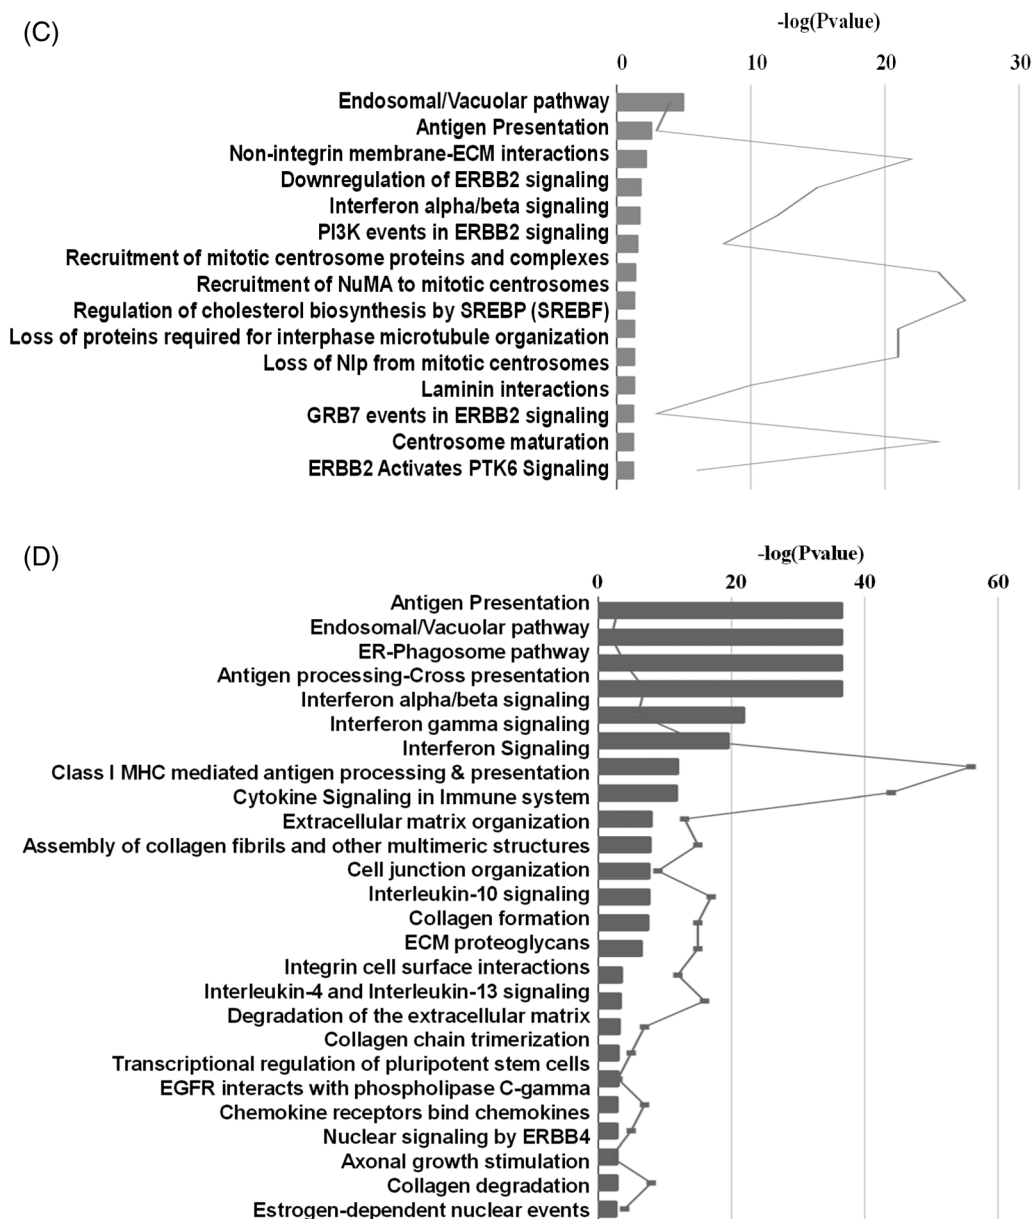 (C)
-log(Pvalue)
0 10 20 30
Endosomal/Vacuolar pathway
Antigen Presentation
Non-integrin membrane-ECM interactions
Downregulation of ERBB2 signaling
Interferon alpha/beta signaling
PI3K events in ERBB2 signaling
Recruitment of mitotic centrosome proteins and complexes
Recruitment of NuMA to mitotic centrosomes
Regulation of cholesterol biosynthesis by SREBP (SREBF)
Loss of proteins required for interphase microtubule organization
Loss of Nlp from mitotic centrosomes
Laminin interactions
GRB7 events in ERBB2 signaling
Centrosome maturation
ERBB2 Activates PTK6 Signaling
(D)
-log(Pvalue)
0 20 40 60
Antigen Presentation
Endosomal/Vacuolar pathway
ER-Phagosome pathway
Antigen processing-Cross presentation
Interferon alpha/beta signaling
Interferon gamma signaling
Interferon Signaling
Class I MHC mediated antigen processing & presentation
Cytokine Signaling in Immune system
Extracellular matrix organization
Assembly of collagen fibrils and other multimeric structures
Cell junction organization
Interleukin-10 signaling
Collagen formation
ECM proteoglycans
Integrin cell surface interactions
Interleukin-4 and Interleukin-13 signaling
Degradation of the extracellular matrix
Collagen chain trimerization
Transcriptional regulation of pluripotent stem cells
EGFR interacts with phospholipase C-gamma
Chemokine receptors bind chemokines
Nuclear signaling by ERBB4
Axonal growth stimulation
Collagen degradation
Estrogen-dependent nuclear events